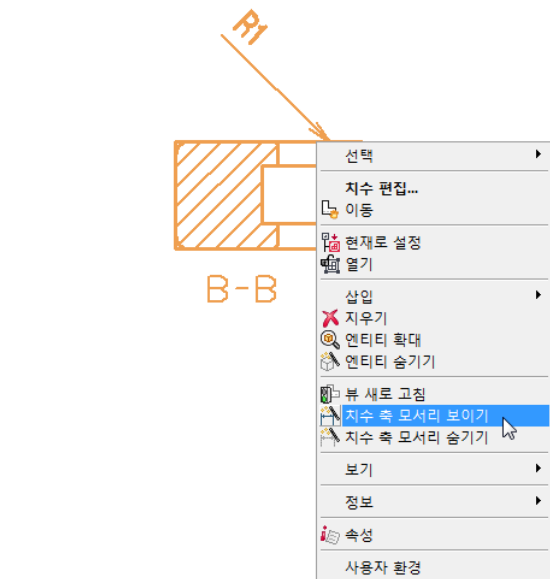 R1
B-B
선택
치수 편집...
이동
현재로 설정
열기
삽입
지우기
엔티티 확대
엔티티 숨기기
뷰 새로 고침
치수 축 모서리 보이기
치수 축 모서리 숨기기
보기
정보
속성
사용자 환경